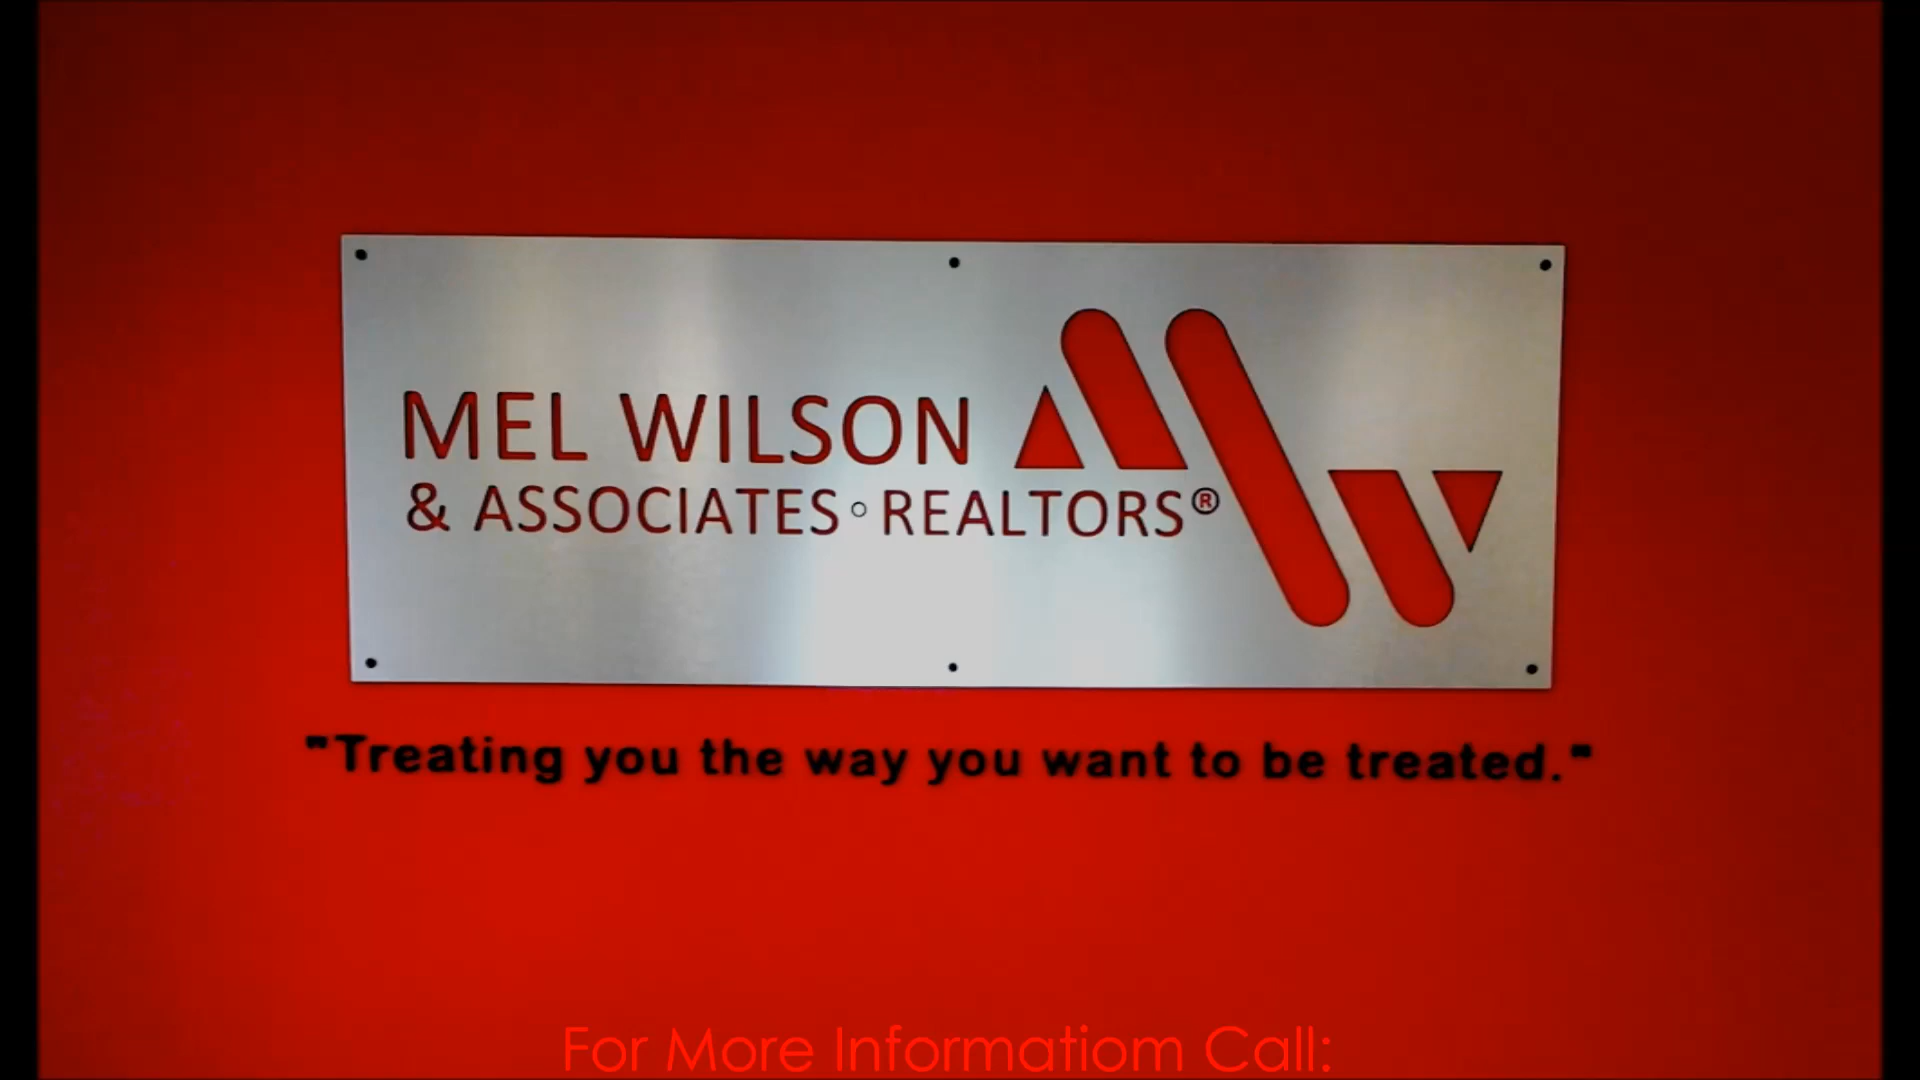 MEL WILSON
& ASSOCIATES ◦ REALTORS®
"Treating you the way you want to be treated."
For More Informatiom Call: